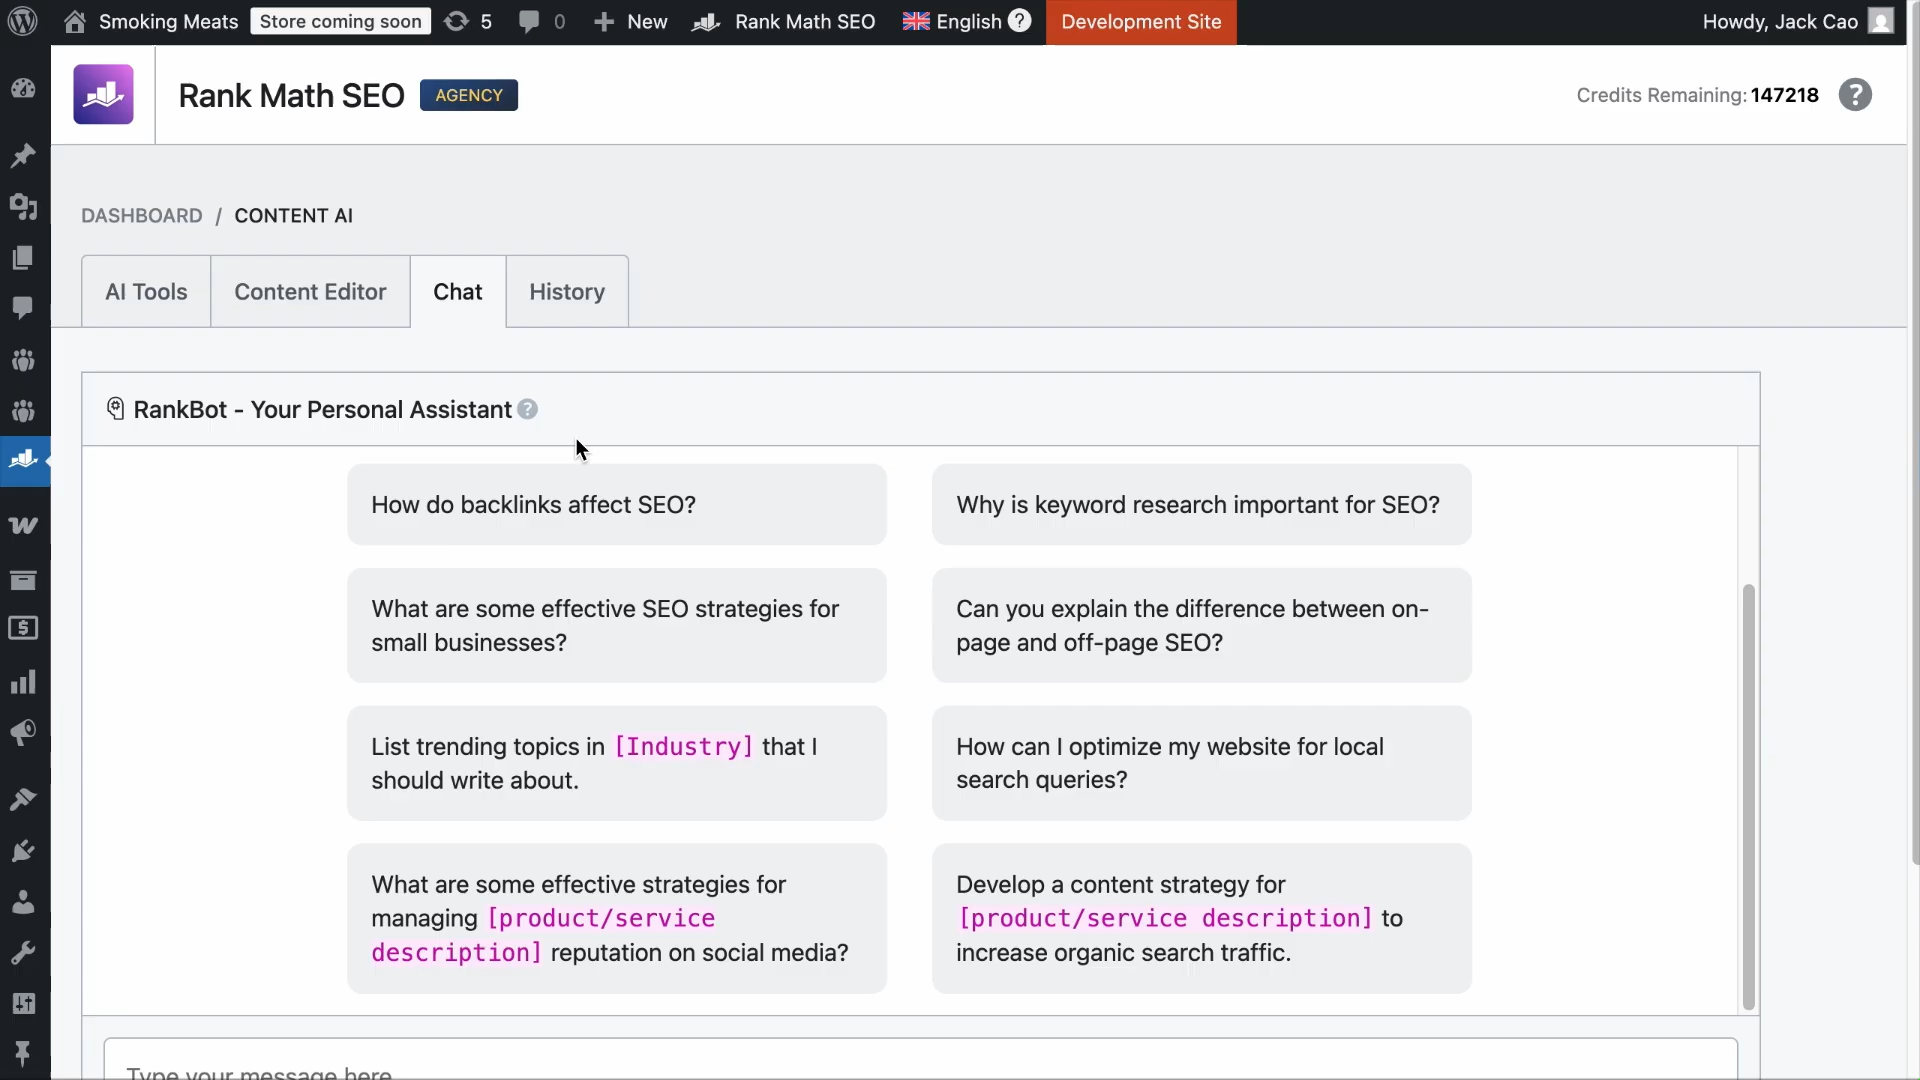 Smoking Meats Store coming soon 5 0 New Rank Math SEO English ? Development Site Howdy, Jack Cao
Rank Math SEO AGENCY Credits Remaining: 147218 ?
DASHBOARD / CONTENT AI
AI Tools Content Editor Chat History
RankBot - Your Personal Assistant ?
How do backlinks affect SEO?
Why is keyword research important for SEO?
What are some effective SEO strategies for
small businesses?
Can you explain the difference between on-
page and off-page SEO?
List trending topics in [Industry] that I
should write about.
How can I optimize my website for local
search queries?
What are some effective strategies for
managing [product/service
description] reputation on social media?
Develop a content strategy for
[product/service description] to
increase organic search traffic.
Type your message here